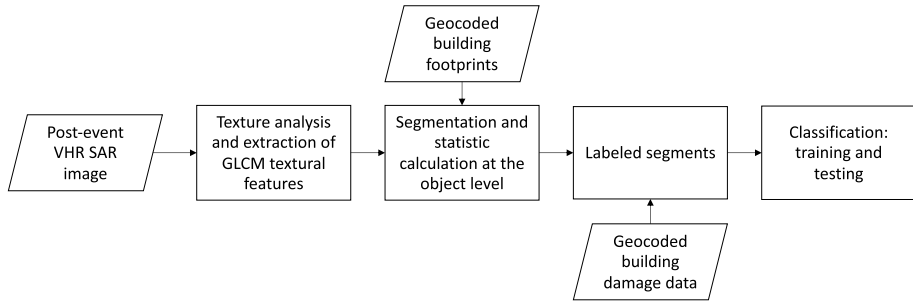 Geocoded
building
footprints
Post-event
VHR SAR
image
Texture analysis
and extraction of
GLCM textural
features
Segmentation and
statistic
calculation at the
object level
Labeled segments
Classification:
training and
testing
Geocoded
building
damage data